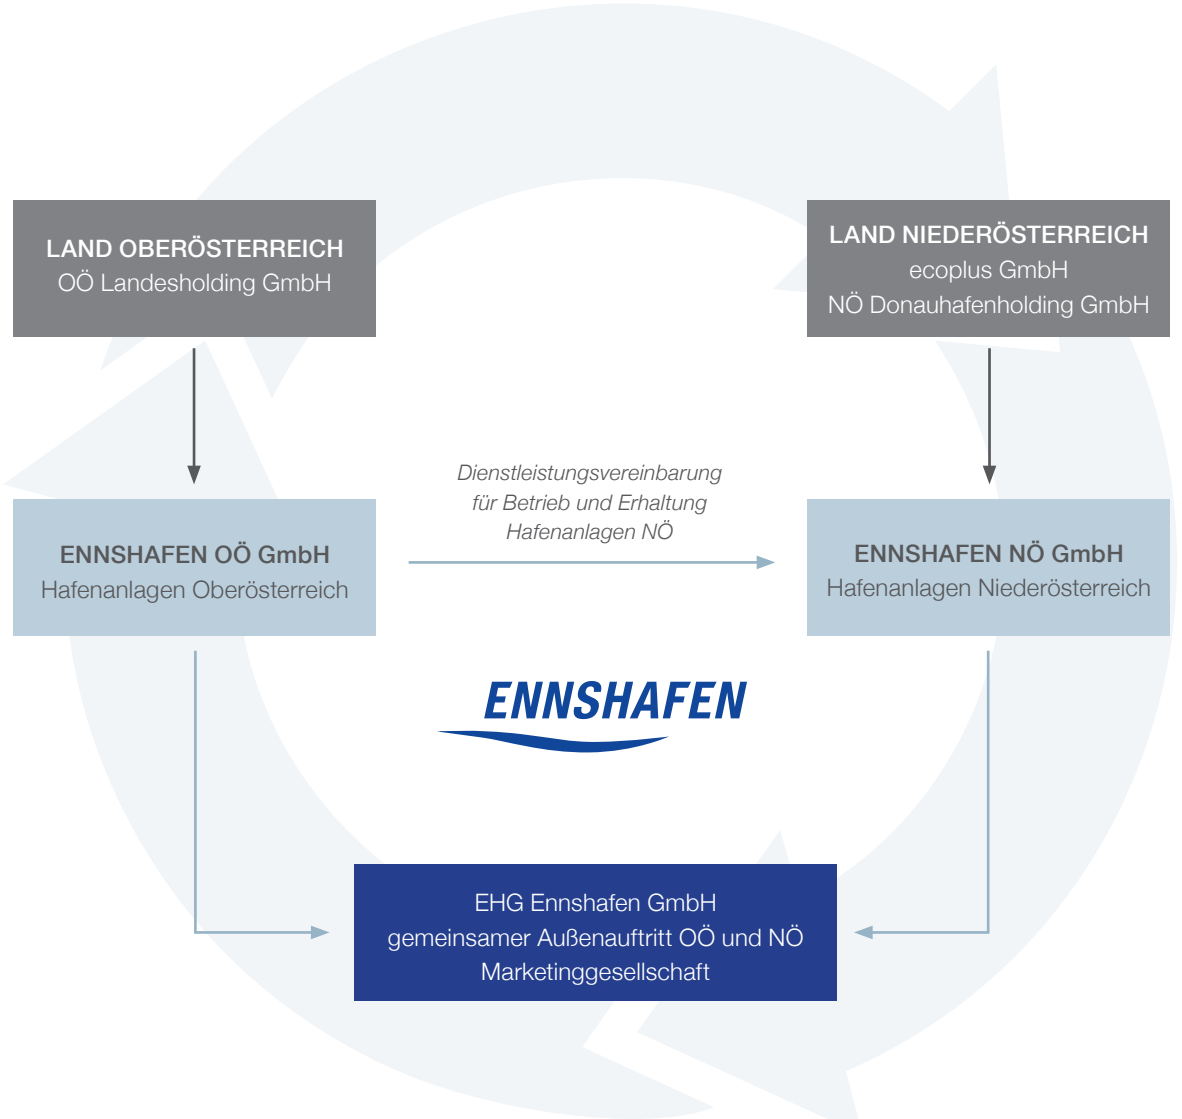 LAND OBERÖSTERREICH
OÖ Landesholding GmbH
LAND NIEDERÖSTERREICH
ecoplus GmbH
NÖ Donauhafenholding GmbH
Dienstleistungsvereinbarung
für Betrieb und Erhaltung
Hafenanlagen NÖ
ENNSHAFEN OÖ GmbH
Hafenanlagen Oberösterreich
ENNSHAFEN NÖ GmbH
Hafenanlagen Niederösterreich
ENNSHAFEN
EHG Ennshafen GmbH
gemeinsamer Außenauftritt OÖ und NÖ
Marketinggesellschaft